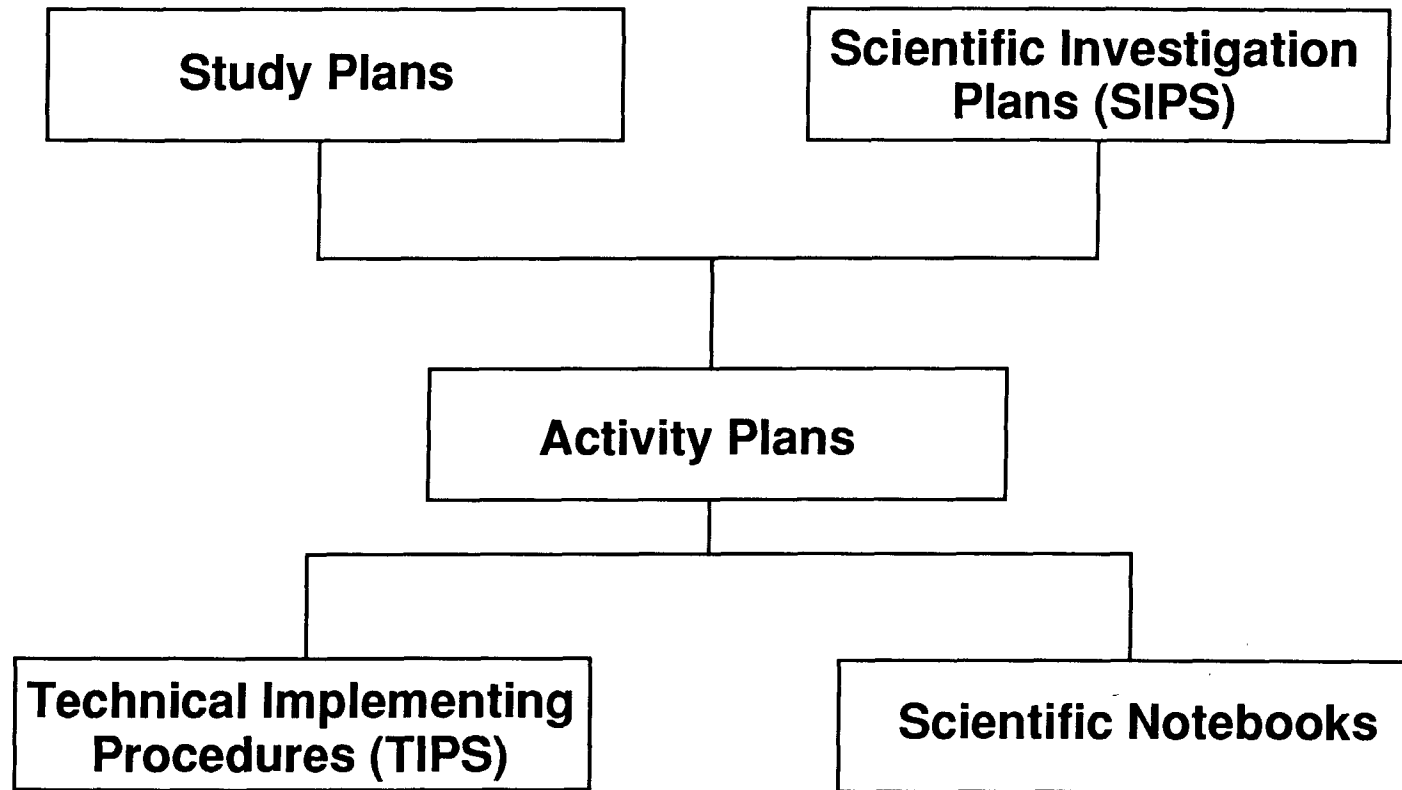 Study Plans
Scientific Investigation
Plans (SIPS)
Activity Plans
Technical Implementing
Procedures (TIPS)
Scientific Notebooks